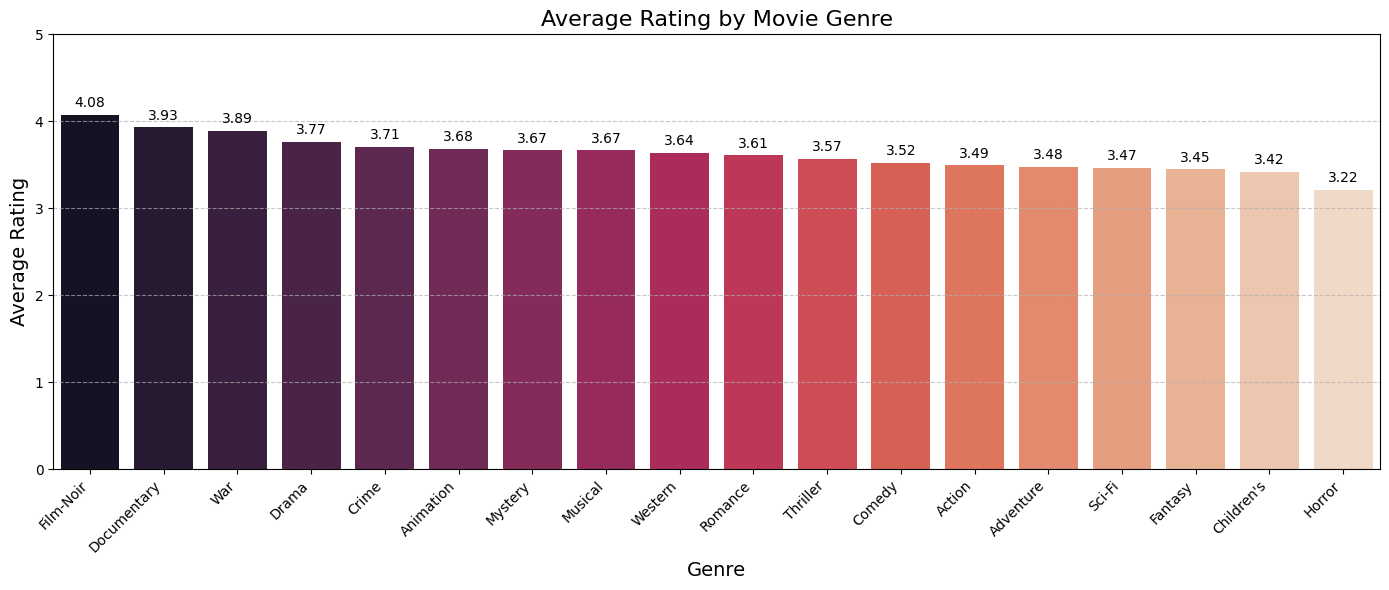 Average Rating by Movie Genre
Average Rating
5
4
3
2
1
0
4.08
3.93
3.89
3.77
3.71
3.68
3.67
3.67
3.64
3.61
3.57
3.52
3.49
3.48
3.47
3.45
3.42
3.22
Film-Noir
Documentary
War
Drama
Crime
Animation
Mystery
Musical
Western
Romance
Thriller
Comedy
Action
Adventure
Sci-Fi
Fantasy
Children's
Horror
Genre